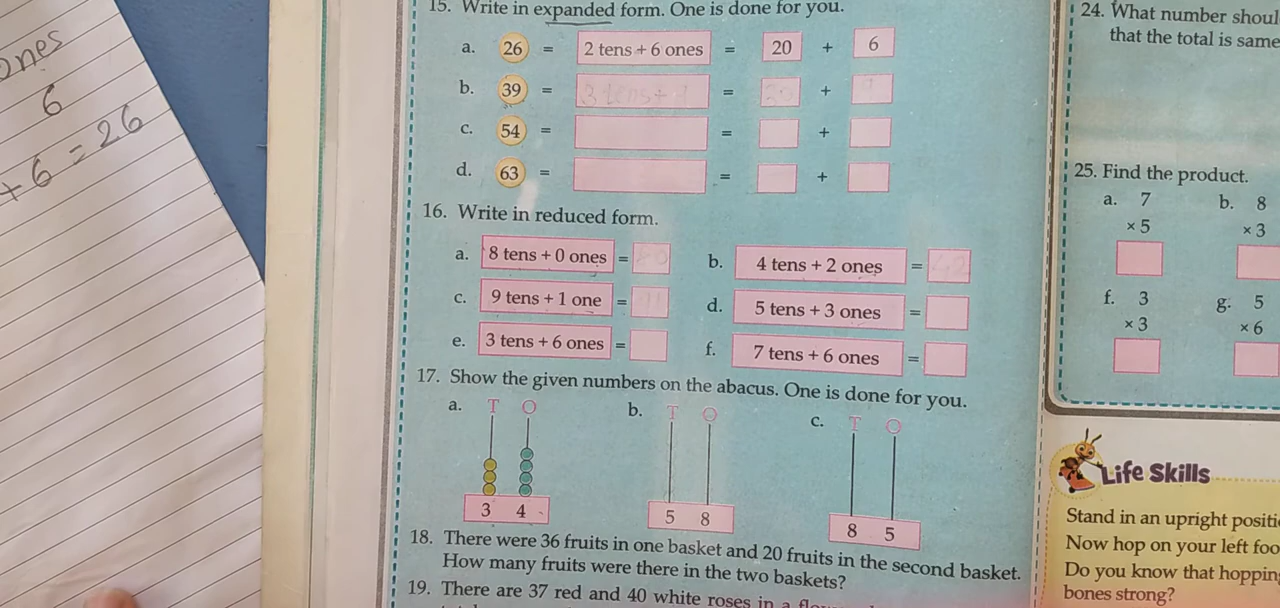 ones
6
+ 6 = 26
15. Write in expanded form. One is done for you.
a. 26 = 2 tens + 6 ones = 20 + 6
b. 39 = 3 tens + = 30 +
c. 54 = = +
d. 63 = = +
16. Write in reduced form.
a. 8 tens + 0 ones = 80 b. 4 tens + 2 ones = 42
c. 9 tens + 1 one = d. 5 tens + 3 ones =
e. 3 tens + 6 ones = f. 7 tens + 6 ones =
17. Show the given numbers on the abacus. One is done for you.
a. T O b. T O c. T O
3 4 5 8 8 5
18. There were 36 fruits in one basket and 20 fruits in the second basket.
How many fruits were there in the two baskets?
19. There are 37 red and 40 white roses in a
24. What number shoul
that the total is same
25. Find the product.
a. 7 b. 8
× 5 × 3
f. 3 g. 5
× 3 × 6
Life Skills
Stand in an upright positi
Now hop on your left foo
Do you know that hopping
bones strong?